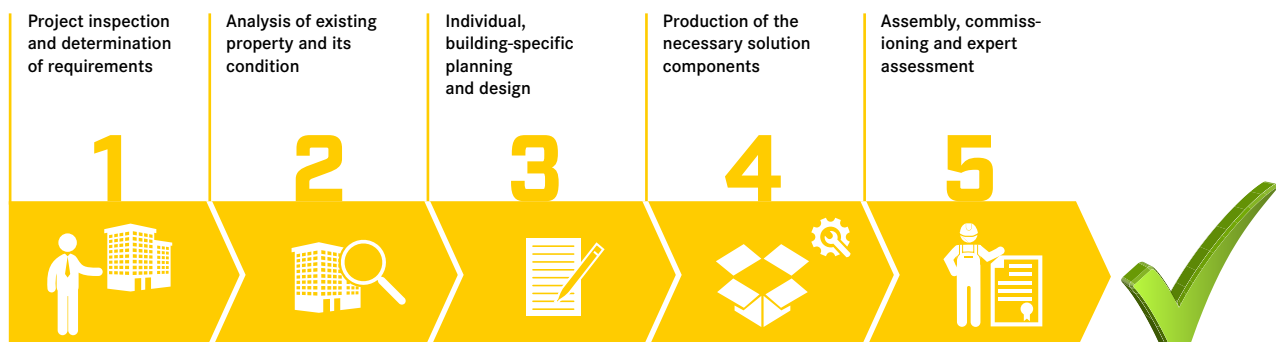 Project inspection
and determination
of requirements
1
Analysis of existing
property and its
condition
2
Individual,
building-specific
planning
and design
3
Production of the
necessary solution
components
4
Assembly, commiss-
ioning and expert
assessment
5